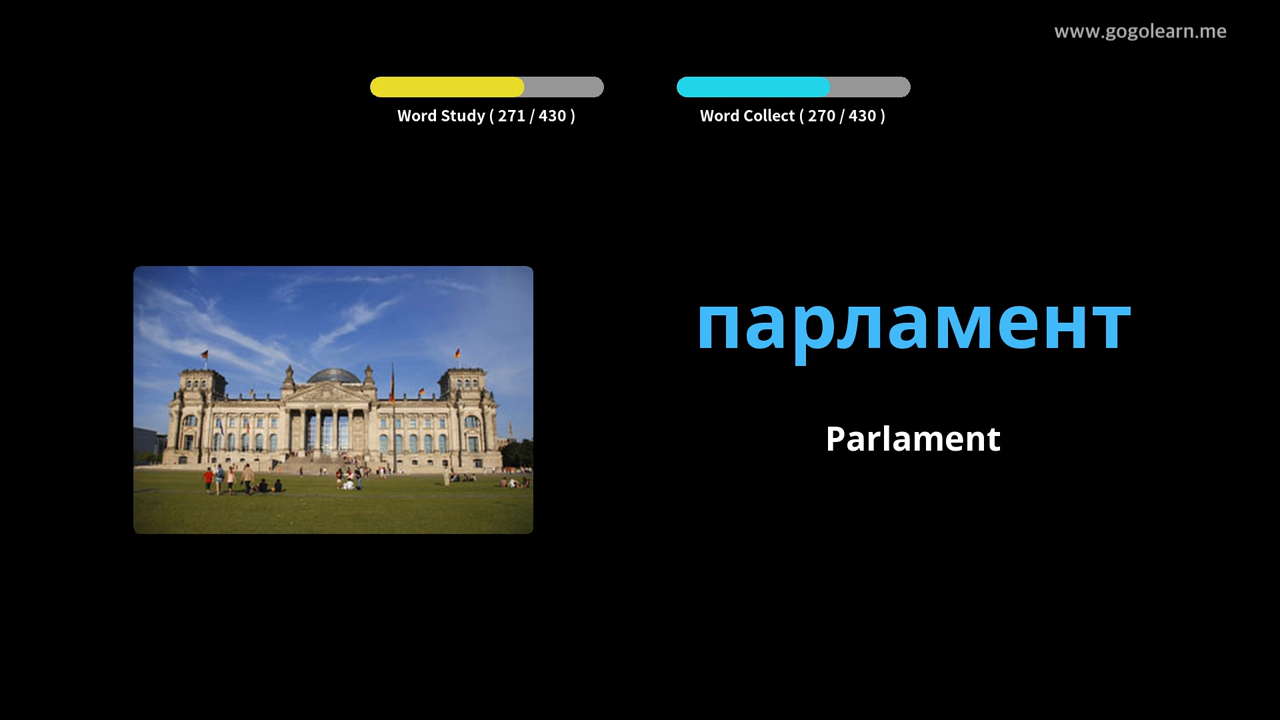 www.gogolearn.me
Word Study ( 271 / 430 )
Word Collect ( 270 / 430 )
парламент
Parlament